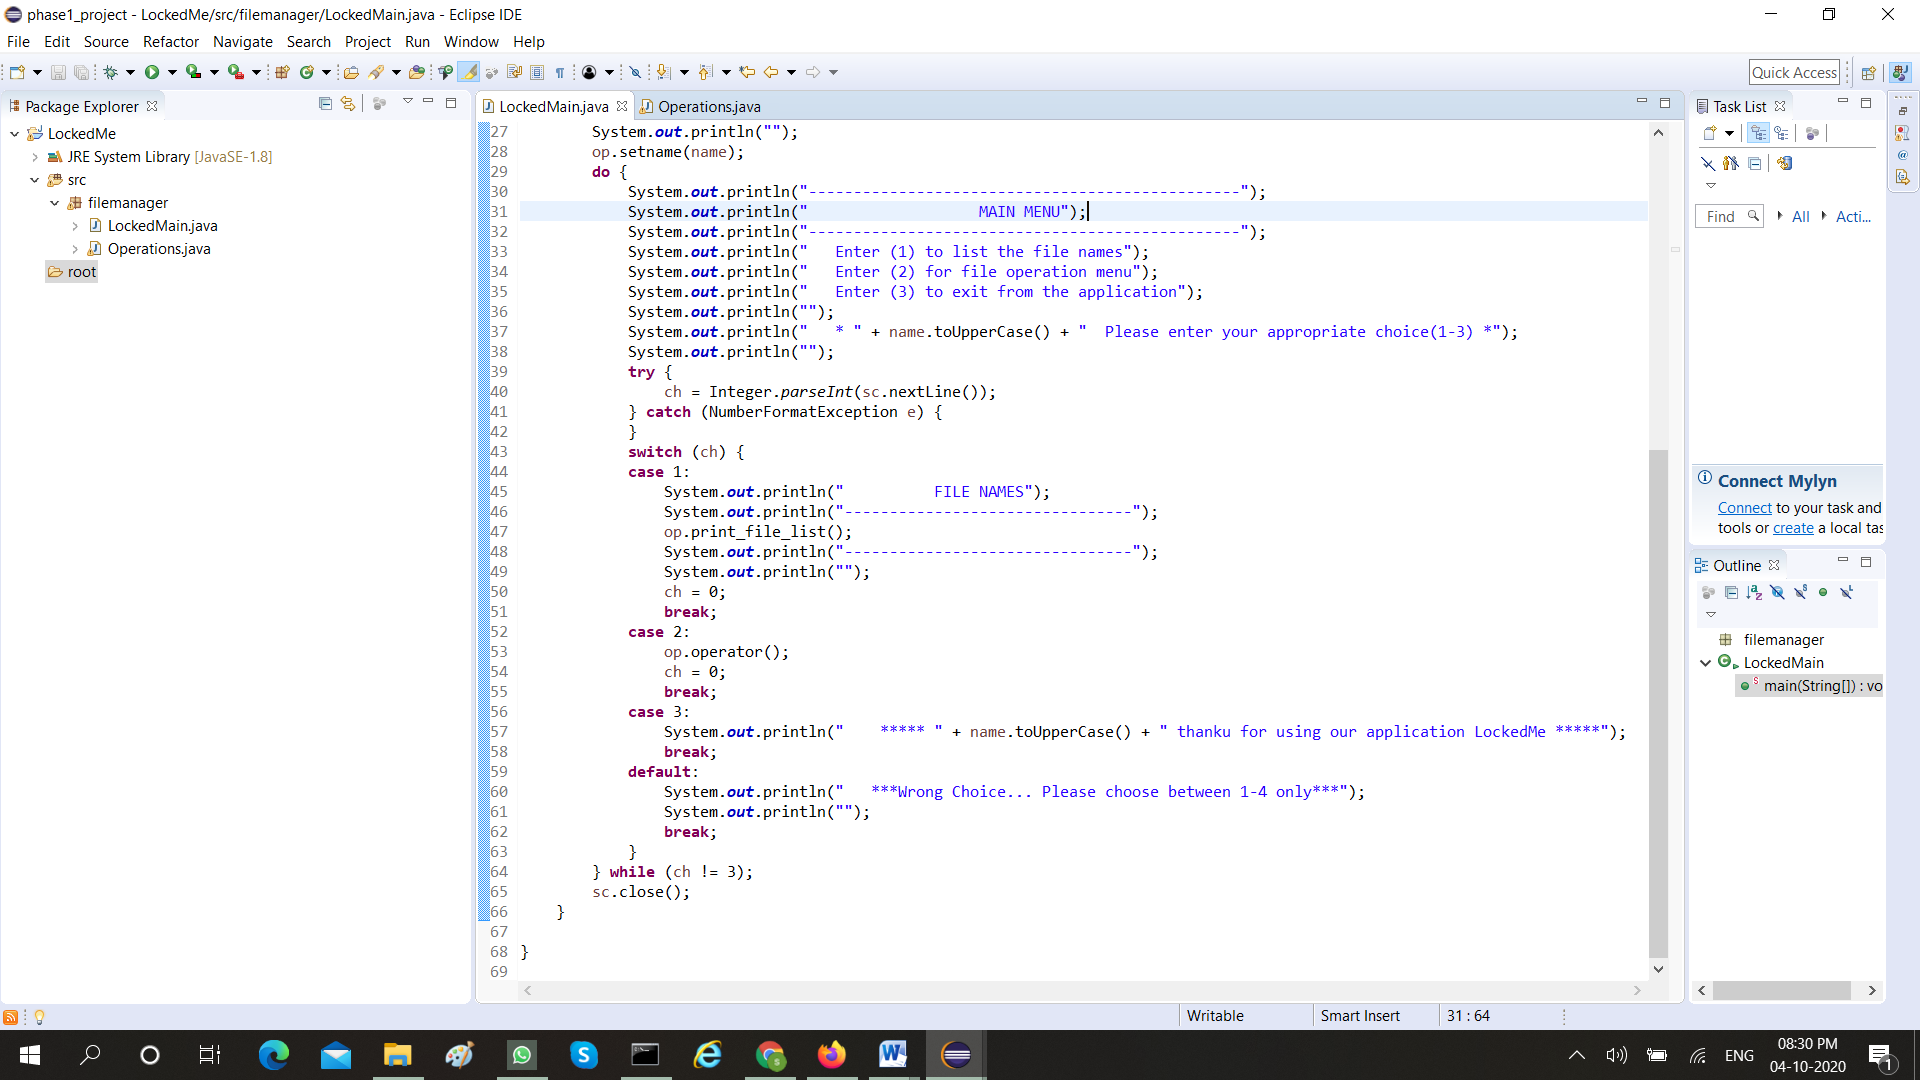 phase1_project - LockedMe/src/filemanager/LockedMain.java - Eclipse IDE
File Edit Source Refactor Navigate Search Project Run Window Help
Quick Access
Package Explorer
LockedMe
JRE System Library [JavaSE-1.8]
src
filemanager
LockedMain.java
Operations.java
root
LockedMain.java Operations.java
27 System.out.println("");
28 op.setname(name);
29 do {
30 System.out.println("------------------------------------------------");
31 System.out.println("                   MAIN MENU");
32 System.out.println("------------------------------------------------");
33 System.out.println("   Enter (1) to list the file names");
34 System.out.println("   Enter (2) for file operation menu");
35 System.out.println("   Enter (3) to exit from the application");
36 System.out.println("");
37 System.out.println("   * " + name.toUpperCase() + "  Please enter your appropriate choice(1-3) *");
38 System.out.println("");
39 try {
40 ch = Integer.parseInt(sc.nextLine());
41 } catch (NumberFormatException e) {
42 }
43 switch (ch) {
44 case 1:
45 System.out.println("          FILE NAMES");
46 System.out.println("--------------------------------");
47 op.print_file_list();
48 System.out.println("--------------------------------");
49 System.out.println("");
50 ch = 0;
51 break;
52 case 2:
53 op.operator();
54 ch = 0;
55 break;
56 case 3:
57 System.out.println("    ***** " + name.toUpperCase() + " thanku for using our application LockedMe *****");
58 break;
59 default:
60 System.out.println("   ***Wrong Choice... Please choose between 1-4 only***");
61 System.out.println("");
62 break;
63 }
64 } while (ch != 3);
65 sc.close();
66 }
67
68 }
69
Task List
Find All Acti...
Connect Mylyn
Connect to your task and
tools or create a local tas
Outline
filemanager
LockedMain
main(String[]) : vo
Writable Smart Insert 31 : 64
ENG
08:30 PM
04-10-2020
1